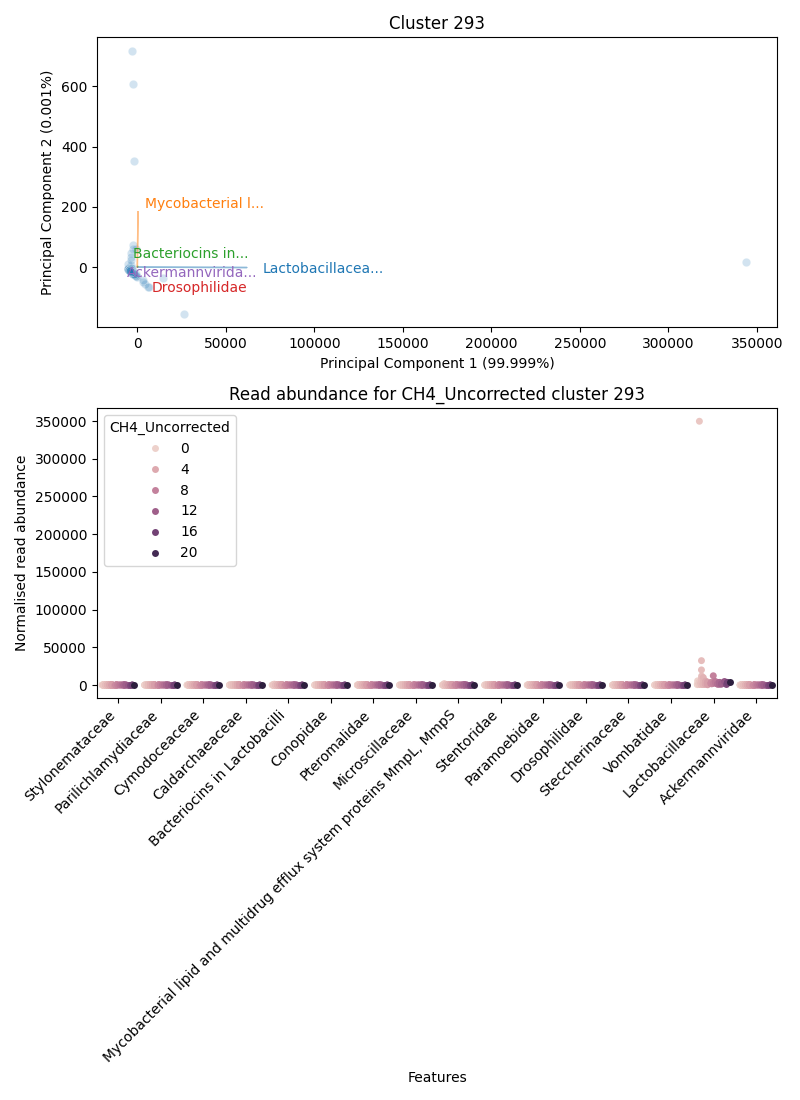 Cluster 293
Principal Component 2 (0.001%)
600
400
200
0
Mycobacterial l...
Bacteriocins in...
Ackermannvirida...
Lactobacillacea...
Drosophilidae
0
50000
100000
150000
200000
250000
300000
350000
Principal Component 1 (99.999%)
Read abundance for CH4_Uncorrected cluster 293
Normalised read abundance
350000
300000
250000
200000
150000
100000
50000
0
CH4_Uncorrected
0
4
8
12
16
20
Stylonemataceae
Parilichlamydiaceae
Cymodoceaceae
Caldarchaeaceae
Bacteriocins in Lactobacilli
Conopidae
Pteromalidae
Microscillaceae
Mycobacterial lipid and multidrug efflux system proteins MmpL, MmpS
Stentoridae
Paramoebidae
Drosophilidae
Steccherinaceae
Vombatidae
Lactobacillaceae
Ackermannviridae
Features